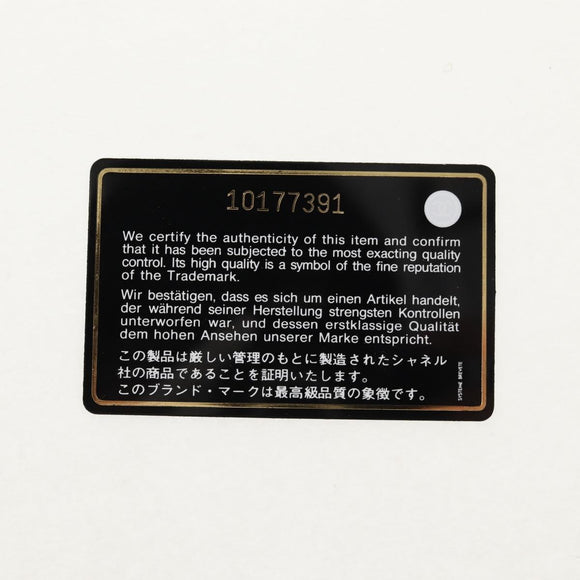 10177391
We certify the authenticity of this item and confirm
that it has been subjected to the most exacting quality
control. Its high quality is a symbol of the fine reputation
of the Trademark.
Wir bestätigen, dass es sich um einen Artikel handelt,
der während seiner Herstellung strengsten Kontrollen
unterworfen war, und dessen erstklassige Qualität
dem hohen Ansehen unserer Marke entspricht.
この製品は厳しい管理のもとに製造されたシャネル
社の商品であることを証明いたします。
このブランド・マークは最高級品質の象徴です。
SYSTEME BREVETE